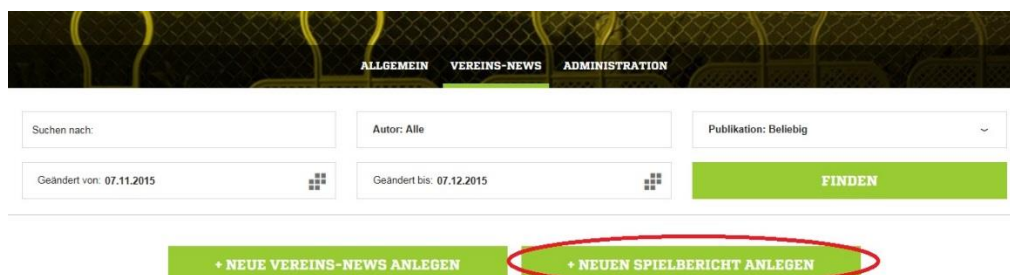 ALLGEMEIN VEREINS-NEWS ADMINISTRATION
Suchen nach: Autor: Alle Publikation: Beliebig
Geändert von: 07.11.2015 Geändert bis: 07.12.2015 FINDEN
+ NEUE VEREINS-NEWS ANLEGEN + NEUEN SPIELBERICHT ANLEGEN